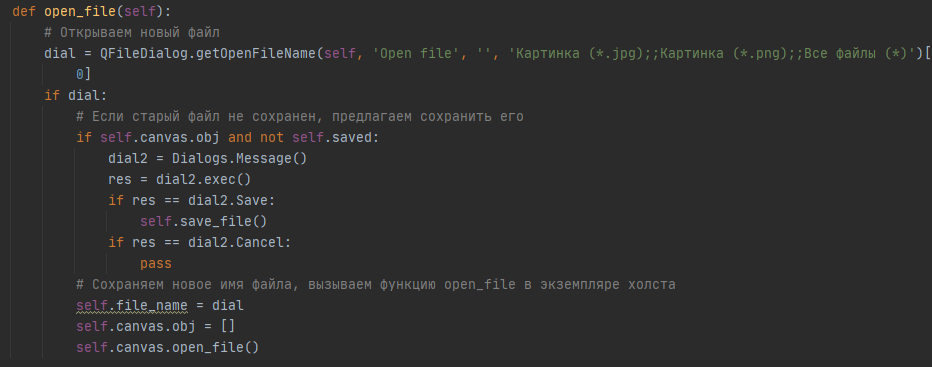 def open_file(self):
# Открываем новый файл
dial = QFileDialog.getOpenFileName(self, 'Open file', '', 'Картинка (*.jpg);;Картинка (*.png);;Все файлы (*)')[
0]
if dial:
# Если старый файл не сохранен, предлагаем сохранить его
if self.canvas.obj and not self.saved:
dial2 = Dialogs.Message()
res = dial2.exec()
if res == dial2.Save:
self.save_file()
if res == dial2.Cancel:
pass
# Сохраняем новое имя файла, вызываем функцию open_file в экземпляре холста
self.file_name = dial
self.canvas.obj = []
self.canvas.open_file()